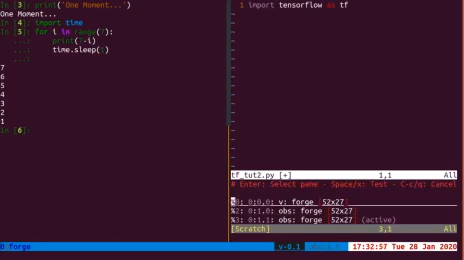 In [3]: print('One Moment...')
One Moment...
In [4]: import time
In [5]: for i in range(7):
   ...:     print(7-i)
   ...:     time.sleep(1)
   ...:
7
6
5
4
3
2
1
In [6]:
1 import tensorflow as tf
~
~
~
~
~
~
~
~
~
~
~
~
~
~
tf_tut2.py [+] 1,1 All
# Enter: Select pame - Space/x: Test - C-c/q: Cancel
%0: 0:0.0: v: forge [52x27]
%2: 0:1.0: obs: forge [52x27]
%3: 0:1.1: obs: forge [52x27] (active)
[Scratch] 3,1 All
0 forge v-0.1 17:32:57 Tue 28 Jan 2020